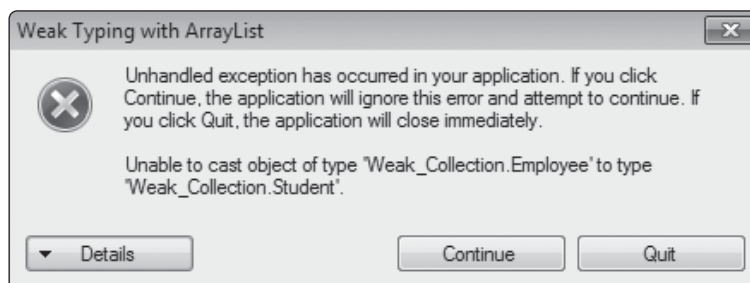 Weak Typing with ArrayList
Unhandled exception has occurred in your application. If you click
Continue, the application will ignore this error and attempt to continue. If
you click Quit, the application will close immediately.
Unable to cast object of type 'Weak_Collection.Employee' to type
'Weak_Collection.Student'.
Details
Continue
Quit